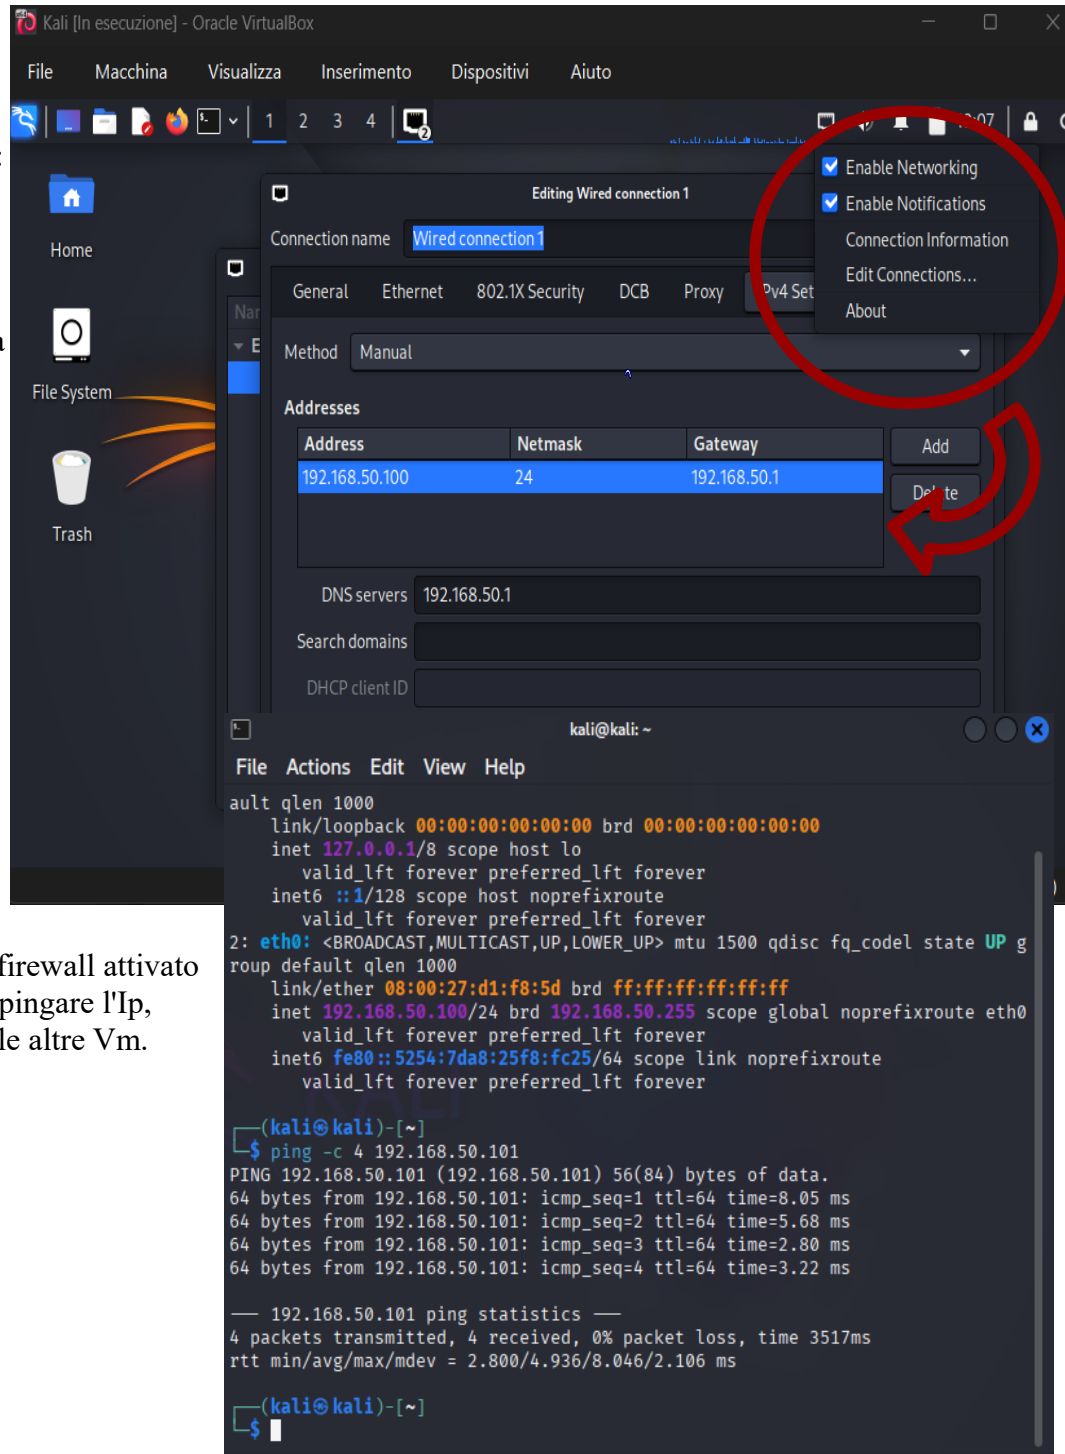 Kali [In esecuzione] - Oracle VirtualBox
File Macchina Visualizza Inserimento Dispositivi Aiuto
1 2 3 4 2
Enable Networking
Enable Notifications
Connection Information
Edit Connections...
About
Home
File System
Trash
Editing Wired connection 1
Connection name Wired connection 1
General Ethernet 802.1X Security DCB Proxy
Method Manual
Addresses
Address Netmask Gateway
192.168.50.100 24 192.168.50.1
Add
Delete
DNS servers 192.168.50.1
Search domains
DHCP client ID
firewall attivato
pingare l'Ip,
le altre Vm.
kali@kali: ~
File Actions Edit View Help
ault qlen 1000
link/loopback 00:00:00:00:00:00 brd 00:00:00:00:00:00
inet 127.0.0.1/8 scope host lo
valid_lft forever preferred_lft forever
inet6 ::1/128 scope host noprefixroute
valid_lft forever preferred_lft forever
2: eth0: <BROADCAST,MULTICAST,UP,LOWER_UP> mtu 1500 qdisc fq_codel state UP g
roup default qlen 1000
link/ether 08:00:27:d1:f8:5d brd ff:ff:ff:ff:ff:ff
inet 192.168.50.100/24 brd 192.168.50.255 scope global noprefixroute eth0
valid_lft forever preferred_lft forever
inet6 fe80::5254:7da8:25f8:fc25/64 scope link noprefixroute
valid_lft forever preferred_lft forever
(kali㉿kali)-[~]
$ ping -c 4 192.168.50.101
PING 192.168.50.101 (192.168.50.101) 56(84) bytes of data.
64 bytes from 192.168.50.101: icmp_seq=1 ttl=64 time=8.05 ms
64 bytes from 192.168.50.101: icmp_seq=2 ttl=64 time=5.68 ms
64 bytes from 192.168.50.101: icmp_seq=3 ttl=64 time=2.80 ms
64 bytes from 192.168.50.101: icmp_seq=4 ttl=64 time=3.22 ms
— 192.168.50.101 ping statistics —
4 packets transmitted, 4 received, 0% packet loss, time 3517ms
rtt min/avg/max/mdev = 2.800/4.936/8.046/2.106 ms
(kali㉿kali)-[~]
$